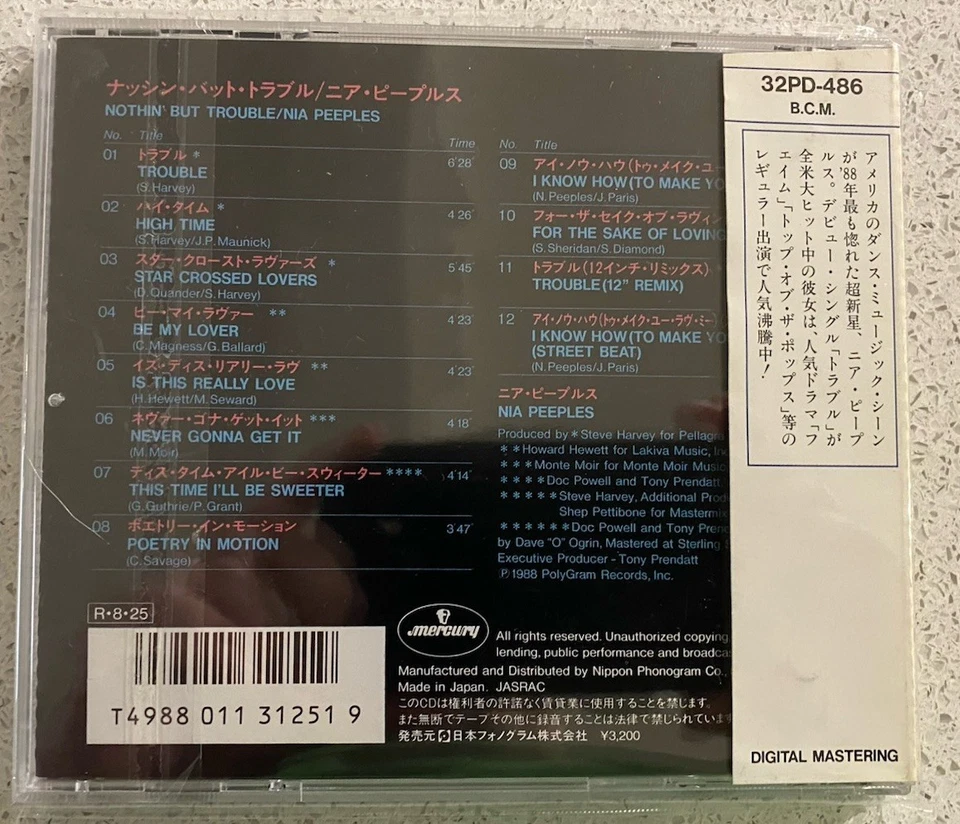 ナッシン・バット・トラブル/ニア・ピープルス
NOTHIN' BUT TROUBLE/NIA PEEPLES
No. Title Time
01 トラブル *
TROUBLE 6'28"
(S.Harvey)
02 ハイ・タイム *
HIGH TIME 4'26"
(S.Harvey/J.P.Maunick)
03 スター・クロースト・ラヴァーズ *
STAR CROSSED LOVERS 5'45"
(D.Quander/S.Harvey)
04 ビー・マイ・ラヴァー **
BE MY LOVER 4'23"
(C.Magness/G.Ballard)
05 イズ・ディス・リアリー・ラヴ **
IS THIS REALLY LOVE 4'23"
(H.Hewett/M.Seward)
06 ネヴァー・ゴナ・ゲット・イット ***
NEVER GONNA GET IT 4'18"
(M.Moir)
07 ディス・タイム・アイル・ビー・スウィーター ****
THIS TIME I'LL BE SWEETER 4'14"
(G.Guthrie/P.Grant)
08 ポエトリー・イン・モーション
POETRY IN MOTION 3'47"
(C.Savage)
No. Title
09 アイ・ノウ・ハウ(トゥ・メイク・ユー
I KNOW HOW(TO MAKE YO
(N.Peeples/J.Paris)
10 フォー・ザ・セイク・オブ・ラヴィン
FOR THE SAKE OF LOVING
(S.Sheridan/S.Diamond)
11 トラブル(12インチ・リミックス)
TROUBLE(12" REMIX)
12 アイ・ノウ・ハウ(トゥ・メイク・ユー・ラヴ・ミー
I KNOW HOW(TO MAKE YO
(STREET BEAT)
(N.Peeples/J.Paris)
ニア・ピープルス
NIA PEEPLES
Produced by *Steve Harvey for Pellagra
**Howard Hewett for Lakiva Music, Inc
***Monte Moir for Monte Moir Music
****Doc Powell and Tony Prendatt,
*****Steve Harvey, Additional Prod
Shep Pettibone for Mastermix
******Doc Powell and Tony Pren
by Dave "O" Ogrin, Mastered at Sterling
Executive Producer - Tony Prendatt
Ⓟ1988 PolyGram Records, Inc.
R・8・25
T4988 011 31251 9
mercury
All rights reserved. Unauthorized copying
lending, public performance and broadca
Manufactured and Distributed by Nippon Phonogram Co.,
Made in Japan. JASRAC
このCDは権利者の許諾なく賃貸業に使用することを禁じます。
また無断でテープその他に録音することは法律で禁じられています
発売元 日本フォノグラム株式会社 ¥3,200
32PD-486
B.C.M.
アメリカのダンス・ミュージック・シーン
が'88年最も惚れた超新星、ニア・ピープ
ルス。デビュー・シングル「トラブル」が
全米大ヒット中の彼女は、人気ドラマ「フ
ェイム」「トップ・オブ・ザ・ポップス」等の
レギュラー出演で人気沸騰中!
DIGITAL MASTERING